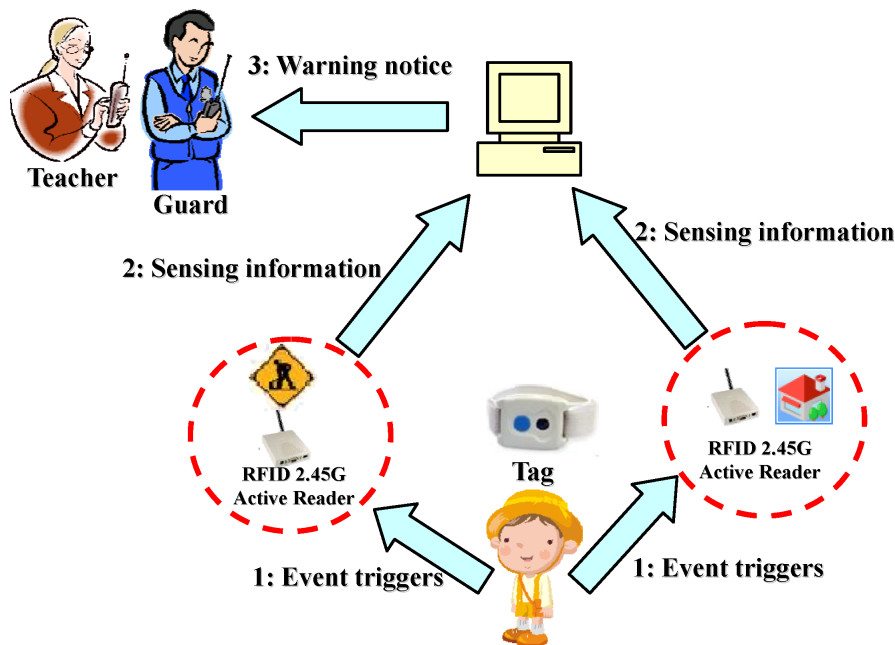 3: Warning notice
Teacher
Guard
2: Sensing information
2: Sensing information
RFID 2.45G
Active Reader
Tag
RFID 2.45G
Active Reader
1: Event triggers
1: Event triggers